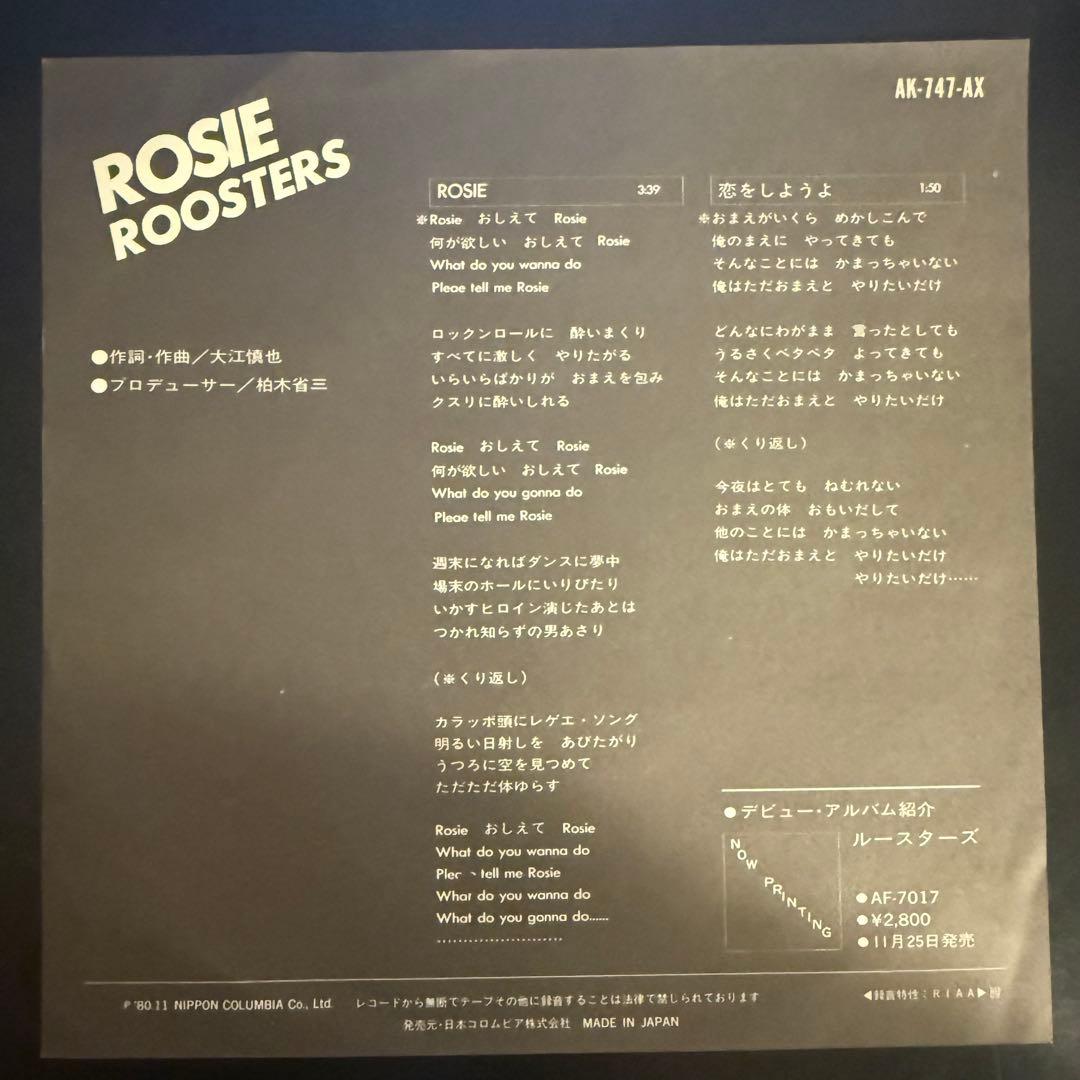 AK-747-AX
ROSIE
ROOSTERS
●作詞・作曲／大江慎也
●プロデューサー／柏木省三
ROSIE 3:39
※Rosie おしえて Rosie
何が欲しい おしえて Rosie
What do you wanna do
Pleae tell me Rosie
ロックンロールに 酔いまくり
すべてに激しく やりたがる
いらいらばかりが おまえを包み
クスリに酔いしれる
Rosie おしえて Rosie
何が欲しい おしえて Rosie
What do you gonna do
Pleae tell me Rosie
週末になればダンスに夢中
場末のホールにいりびたり
いかすヒロイン演じたあとは
つかれ知らずの男あさり
(※くり返し)
カラッポ頭にレゲエ・ソング
明るい日射しを あびたがり
うつろに空を見つめて
ただただ体ゆらす
Rosie おしえて Rosie
What do you wanna do
tell me Rosie
What do you wanna do
What do you gonna do……
……………………
恋をしようよ 1:50
※おまえがいくら めかしこんで
俺のまえに やってきても
そんなことには かまっちゃいない
俺はただおまえと やりたいだけ
どんなにわがまま 言ったとしても
うるさくベタベタ よってきても
そんなことには かまっちゃいない
俺はただおまえと やりたいだけ
(※くり返し)
今夜はとても ねむれない
おまえの体 おもいだして
他のことには かまっちゃいない
俺はただおまえと やりたいだけ
やりたいだけ……
●デビュー・アルバム紹介
ルースターズ
NOW PRINTING
●AF-7017
●¥2,800
●11月25日発売
℗ '80.11 NIPPON COLUMBIA Co., Ltd. レコードから無断でテープその他に録音することは法律で禁じられております
◀録音特性：RIAA▶
発売元・日本コロムビア株式会社 MADE IN JAPAN